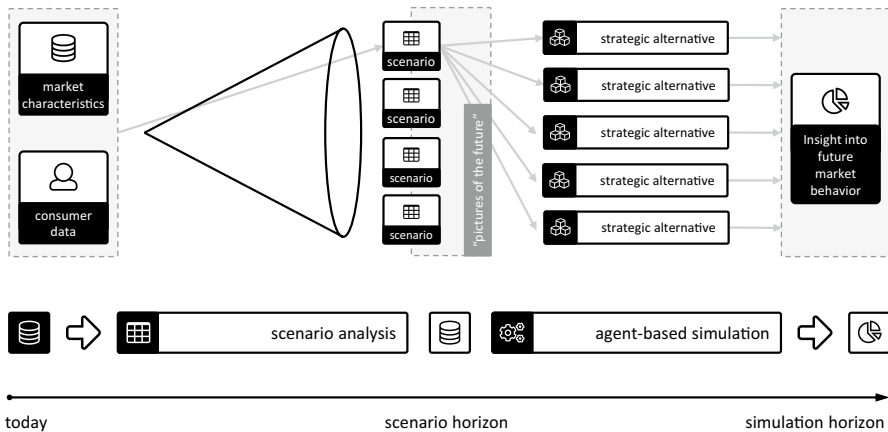 market
characteristics
consumer
data
scenario
scenario
scenario
scenario
"pictures of the future"
strategic alternative
strategic alternative
strategic alternative
strategic alternative
strategic alternative
Insight into
future
market
behavior
scenario analysis
agent-based simulation
today
scenario horizon
simulation horizon